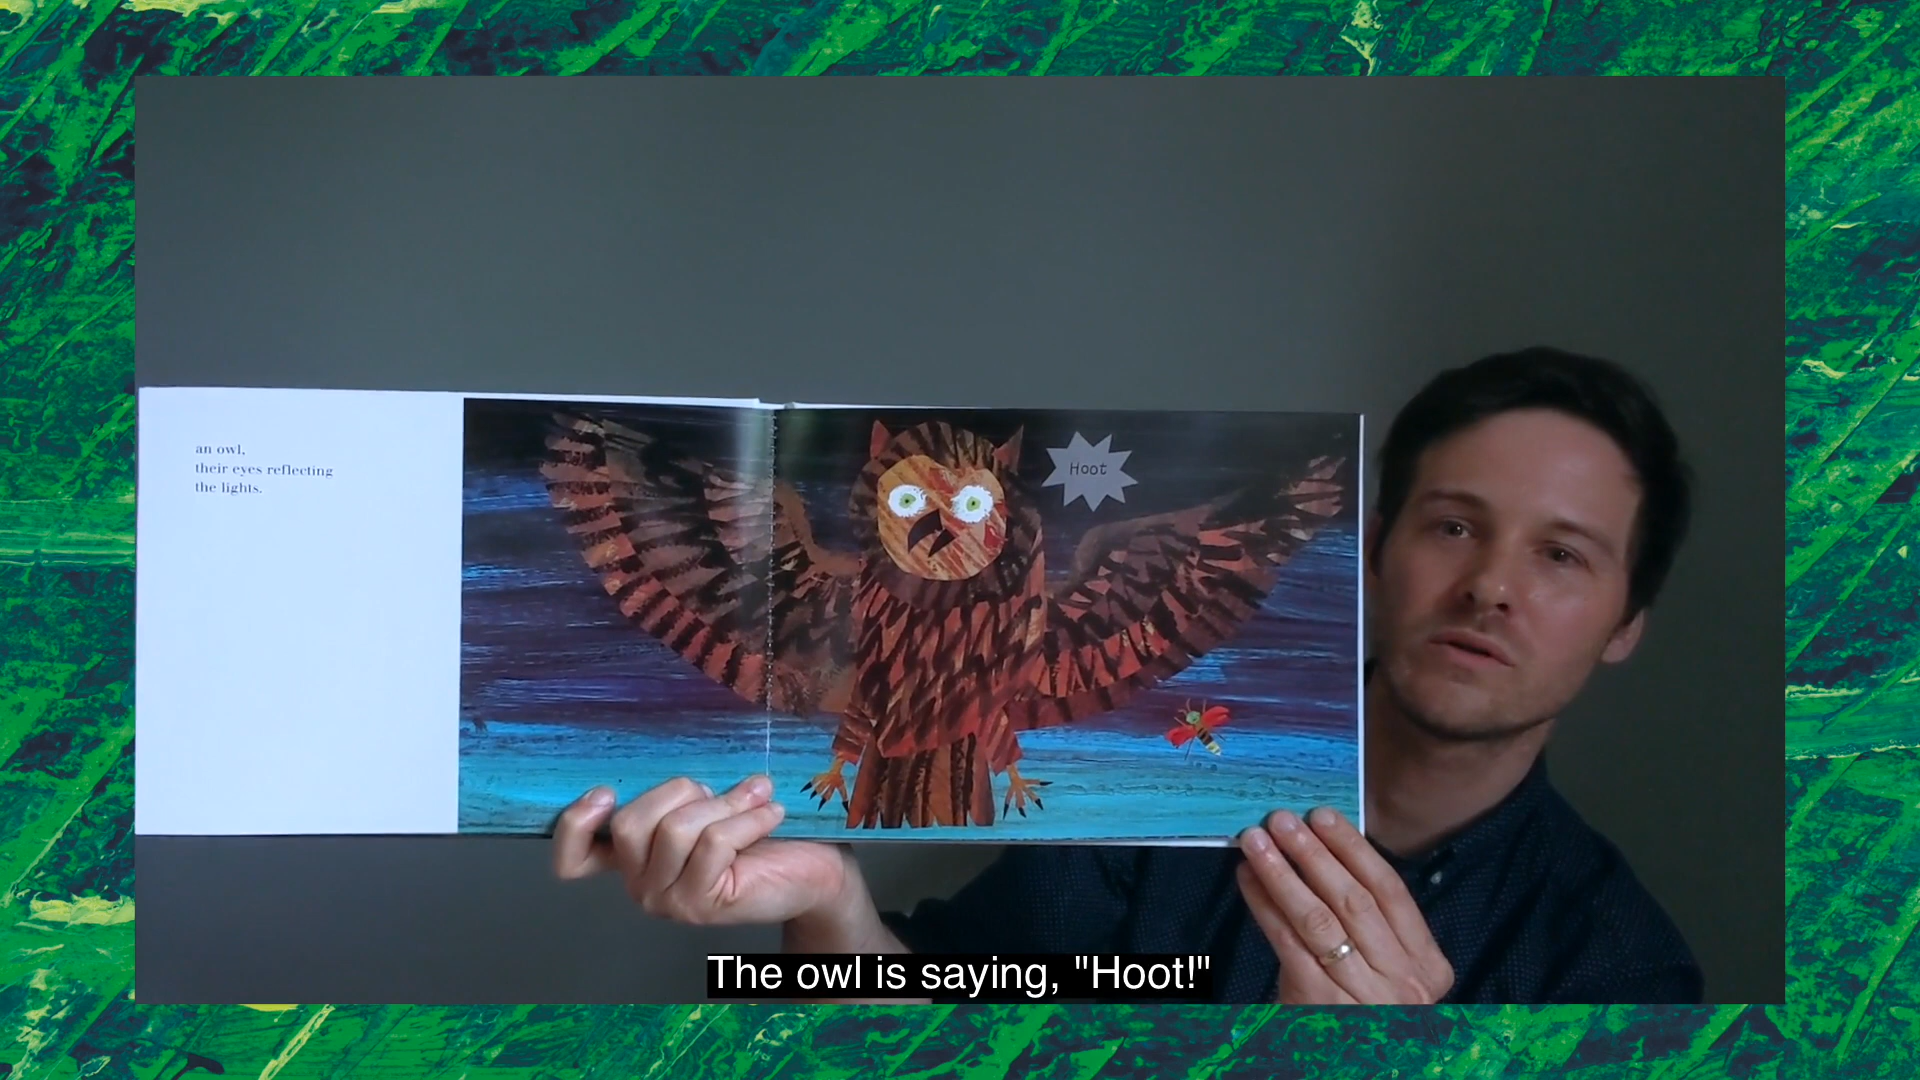 an owl,
their eyes reflecting
the lights.
Hoot
The owl is saying, "Hoot!"